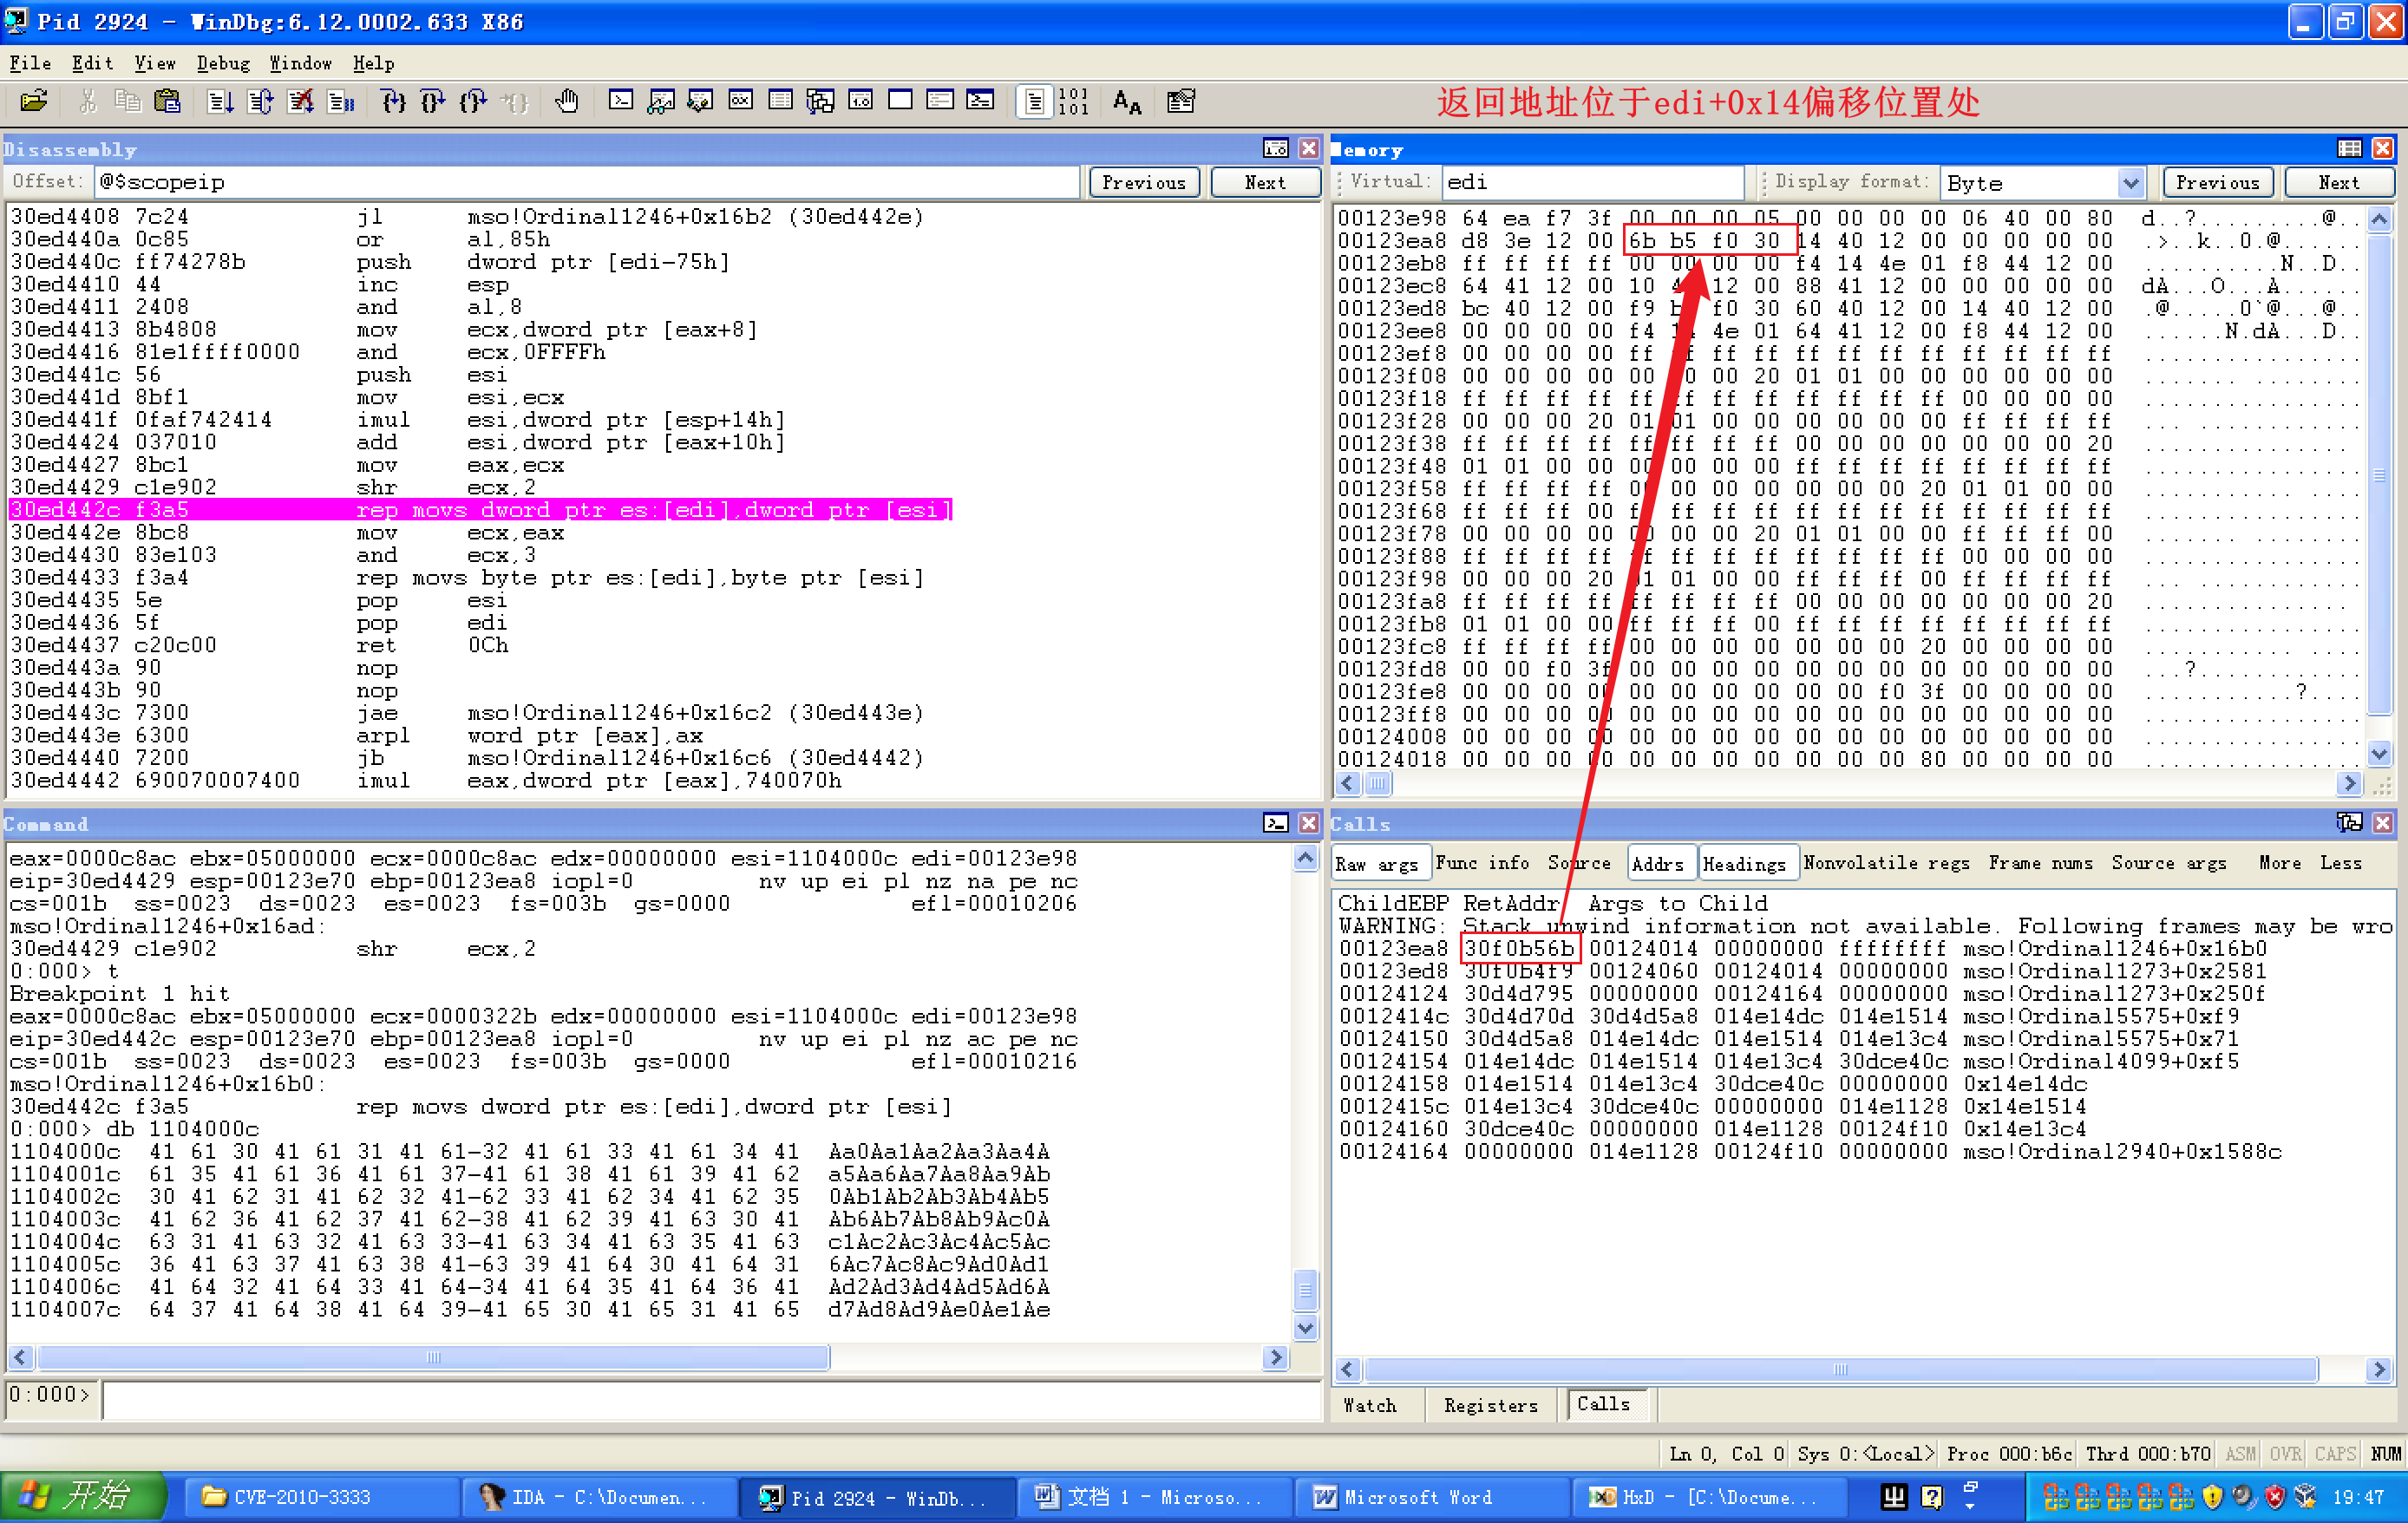 Pid 2924 - WinDbg:6.12.0002.633 X86
File Edit View Debug Window Help
返回地址位于edi+0x14偏移位置处
Disassembly
Offset: @$scopeip Previous Next
30ed4408 7c24 jl mso!Ordinal1246+0x16b2 (30ed442e)
30ed440a 0c85 or al,85h
30ed440c ff74278b push dword ptr [edi-75h]
30ed4410 44 inc esp
30ed4411 2408 and al,8
30ed4413 8b4808 mov ecx,dword ptr [eax+8]
30ed4416 81e1ffff0000 and ecx,0FFFFh
30ed441c 56 push esi
30ed441d 8bf1 mov esi,ecx
30ed441f 0faf742414 imul esi,dword ptr [esp+14h]
30ed4424 037010 add esi,dword ptr [eax+10h]
30ed4427 8bc1 mov eax,ecx
30ed4429 c1e902 shr ecx,2
30ed442c f3a5 rep movs dword ptr es:[edi],dword ptr [esi]
30ed442e 8bc8 mov ecx,eax
30ed4430 83e103 and ecx,3
30ed4433 f3a4 rep movs byte ptr es:[edi],byte ptr [esi]
30ed4435 5e pop esi
30ed4436 5f pop edi
30ed4437 c20c00 ret 0Ch
30ed443a 90 nop
30ed443b 90 nop
30ed443c 7300 jae mso!Ordinal1246+0x16c2 (30ed443e)
30ed443e 6300 arpl word ptr [eax],ax
30ed4440 7200 jb mso!Ordinal1246+0x16c6 (30ed4442)
30ed4442 690070007400 imul eax,dword ptr [eax],740070h
Memory
Virtual: edi Display format: Byte Previous Next
00123e98 64 ea f7 3f 00 00 00 05 00 00 00 00 06 40 00 80 d..?.........@..
00123ea8 d8 3e 12 00 6b b5 f0 30 14 40 12 00 00 00 00 00 .>..k..0.@......
00123eb8 ff ff ff ff 00 00 00 00 f4 14 4e 01 f8 44 12 00 ..........N..D..
00123ec8 64 41 12 00 10 12 00 88 41 12 00 00 00 00 00 dA...O...A......
00123ed8 bc 40 12 00 f9 f0 30 60 40 12 00 14 40 12 00 .@.....0`@...@..
00123ee8 00 00 00 00 f4 4e 01 64 41 12 00 f8 44 12 00 ......N.dA...D..
00123ef8 00 00 00 00 ff ff ff ff ff ff ff ff ff ff ff
00123f08 00 00 00 00 00 00 00 20 01 01 00 00 00 00 00 00
00123f18 ff ff ff ff ff ff ff ff ff ff ff 00 00 00 00
00123f28 00 00 00 20 01 01 00 00 00 00 00 00 ff ff ff ff
00123f38 ff ff ff ff ff ff ff ff 00 00 00 00 00 00 00 20
00123f48 01 01 00 00 00 00 00 00 ff ff ff ff ff ff ff ff
00123f58 ff ff ff ff 00 00 00 00 00 00 00 20 01 01 00 00
00123f68 ff ff ff 00 ff ff ff ff ff ff ff ff ff ff ff ff
00123f78 00 00 00 00 00 00 00 20 01 01 00 00 ff ff ff 00
00123f88 ff ff ff ff ff ff ff ff ff ff ff ff 00 00 00 00
00123f98 00 00 00 20 01 01 00 00 ff ff ff 00 ff ff ff ff
00123fa8 ff ff ff ff ff ff ff ff 00 00 00 00 00 00 00 20
00123fb8 01 01 00 00 ff ff ff 00 ff ff ff ff ff ff ff ff
00123fc8 ff ff ff ff 00 00 00 00 00 00 00 20 00 00 00 00
00123fd8 00 00 f0 3f 00 00 00 00 00 00 00 00 00 00 00 00 ...?............
00123fe8 00 00 00 00 00 00 00 00 00 00 f0 3f 00 00 00 00 ...........?....
00123ff8 00 00 00 00 00 00 00 00 00 00 00 00 00 00 00 00
00124008 00 00 00 00 00 00 00 00 00 00 00 00 00 00 00 00
00124018 00 00 00 00 00 00 00 00 00 00 00 80 00 00 00 00
Command
eax=0000c8ac ebx=05000000 ecx=0000c8ac edx=00000000 esi=1104000c edi=00123e98
eip=30ed4429 esp=00123e70 ebp=00123ea8 iopl=0 nv up ei pl nz na pe nc
cs=001b ss=0023 ds=0023 es=0023 fs=003b gs=0000 efl=00010206
mso!Ordinal1246+0x16ad:
30ed4429 c1e902 shr ecx,2
0:000> t
Breakpoint 1 hit
eax=0000c8ac ebx=05000000 ecx=0000322b edx=00000000 esi=1104000c edi=00123e98
eip=30ed442c esp=00123e70 ebp=00123ea8 iopl=0 nv up ei pl nz ac pe nc
cs=001b ss=0023 ds=0023 es=0023 fs=003b gs=0000 efl=00010216
mso!Ordinal1246+0x16b0:
30ed442c f3a5 rep movs dword ptr es:[edi],dword ptr [esi]
0:000> db 1104000c
1104000c 41 61 30 41 61 31 41 61-32 41 61 33 41 61 34 41 Aa0Aa1Aa2Aa3Aa4A
1104001c 61 35 41 61 36 41 61 37-41 61 38 41 61 39 41 62 a5Aa6Aa7Aa8Aa9Ab
1104002c 30 41 62 31 41 62 32 41-62 33 41 62 34 41 62 35 0Ab1Ab2Ab3Ab4Ab5
1104003c 41 62 36 41 62 37 41 62-38 41 62 39 41 63 30 41 Ab6Ab7Ab8Ab9Ac0A
1104004c 63 31 41 63 32 41 63 33-41 63 34 41 63 35 41 63 c1Ac2Ac3Ac4Ac5Ac
1104005c 36 41 63 37 41 63 38 41-63 39 41 64 30 41 64 31 6Ac7Ac8Ac9Ad0Ad1
1104006c 41 64 32 41 64 33 41 64-34 41 64 35 41 64 36 41 Ad2Ad3Ad4Ad5Ad6A
1104007c 64 37 41 64 38 41 64 39-41 65 30 41 65 31 41 65 d7Ad8Ad9Ae0Ae1Ae
0:000>
Calls
Raw args Func info Source Addrs Headings Nonvolatile regs Frame nums Source args More Less
ChildEBP RetAddr Args to Child
WARNING: Stack unwind information not available. Following frames may be wro
00123ea8 30f0b56b 00124014 00000000 ffffffff mso!Ordinal1246+0x16b0
00123ed8 30f0b4f9 00124060 00124014 00000000 mso!Ordinal1273+0x2581
00124124 30d4d795 00000000 00124164 00000000 mso!Ordinal1273+0x250f
0012414c 30d4d70d 30d4d5a8 014e14dc 014e1514 mso!Ordinal5575+0xf9
00124150 30d4d5a8 014e14dc 014e1514 014e13c4 mso!Ordinal5575+0x71
00124154 014e14dc 014e1514 014e13c4 30dce40c mso!Ordinal4099+0xf5
00124158 014e1514 014e13c4 30dce40c 00000000 0x14e14dc
0012415c 014e13c4 30dce40c 00000000 014e1128 0x14e1514
00124160 30dce40c 00000000 014e1128 00124f10 0x14e13c4
00124164 00000000 014e1128 00124f10 00000000 mso!Ordinal2940+0x1588c
Watch Registers Calls
Ln 0, Col 0 Sys 0:<Local> Proc 000:b6c Thrd 000:b70 ASM OVR CAPS NUM
开始 CVE-2010-3333 IDA - C:\Documen... Pid 2924 - WinDb... 文档 1 - Microso... Microsoft Word HxD - [C:\Docume... 19:47